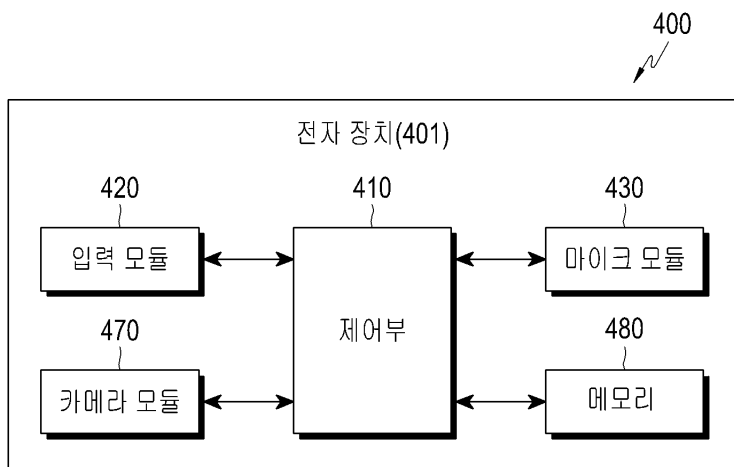 400
전자 장치(401)
420
410
430
입력 모듈
마이크 모듈
제어부
470
480
카메라 모듈
메모리